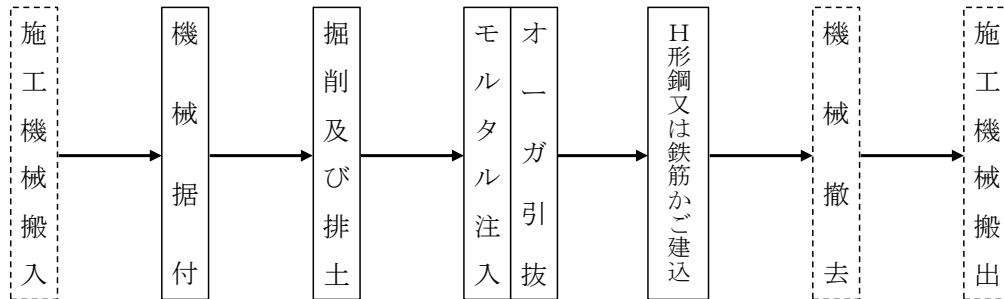 施工機械搬入
機械据付
掘削及び排土
モルタル注入
オーガ引抜
H形鋼又は鉄筋かご建込
機械撤去
施工機械搬出